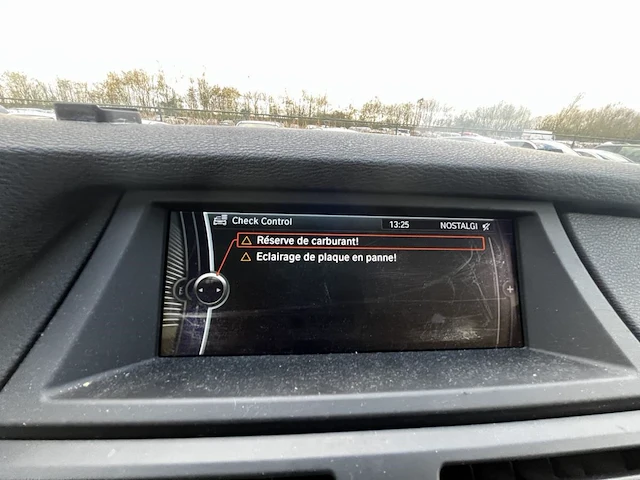 Check Control 13:25 NOSTALGI
Réserve de carburant!
Eclairage de plaque en panne!